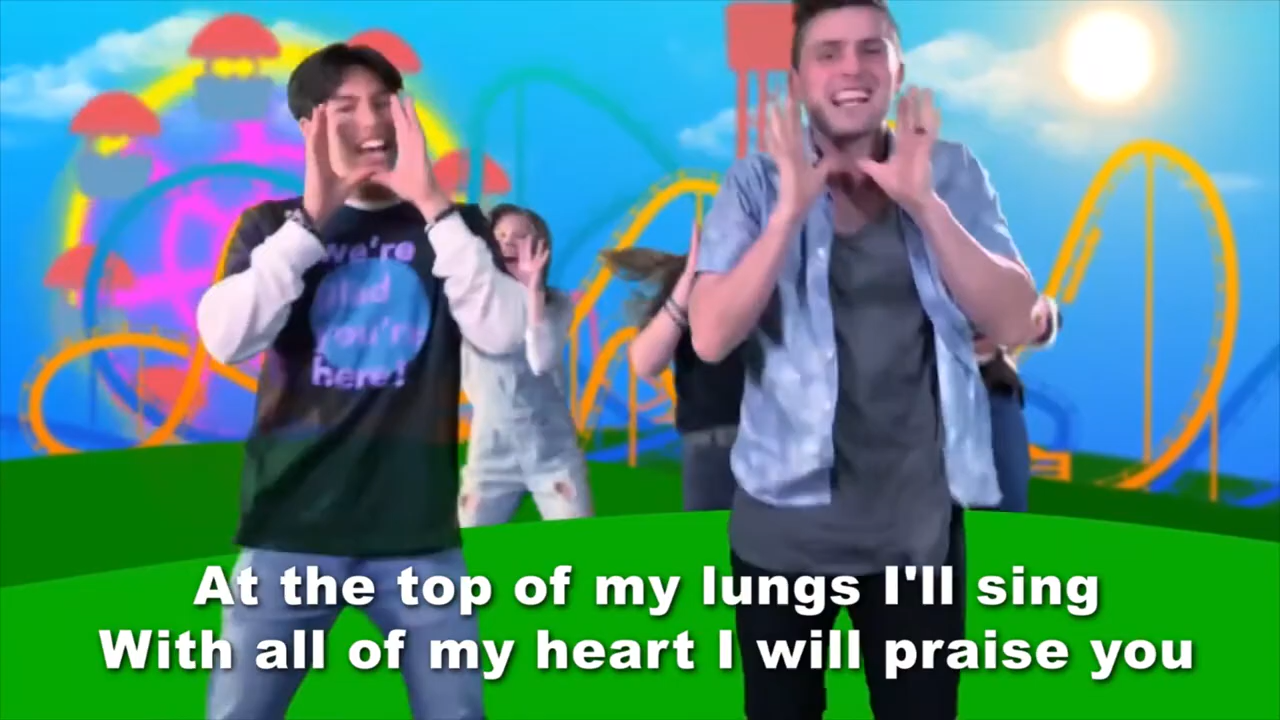 we're
glad
you're
here!
At the top of my lungs I'll sing
With all of my heart I will praise you